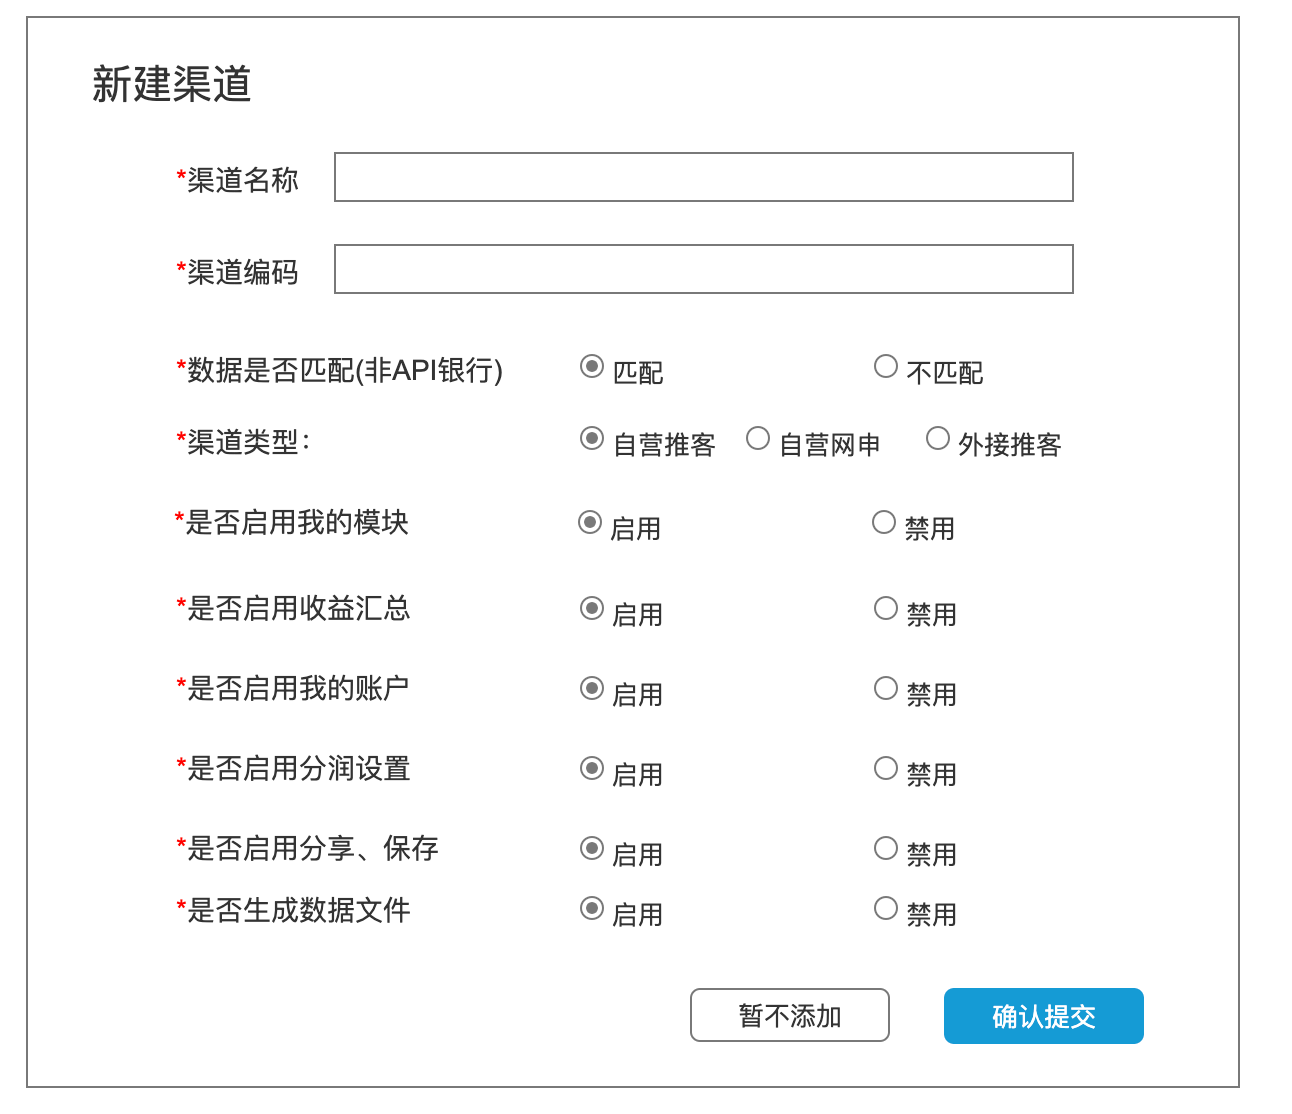 新建渠道
*渠道名称
*渠道编码
*数据是否匹配(非API银行) 匹配 不匹配
*渠道类型: 自营推客 自营网申 外接推客
*是否启用我的模块 启用 禁用
*是否启用收益汇总 启用 禁用
*是否启用我的账户 启用 禁用
*是否启用分润设置 启用 禁用
*是否启用分享、保存 启用 禁用
*是否生成数据文件 启用 禁用
暂不添加 确认提交